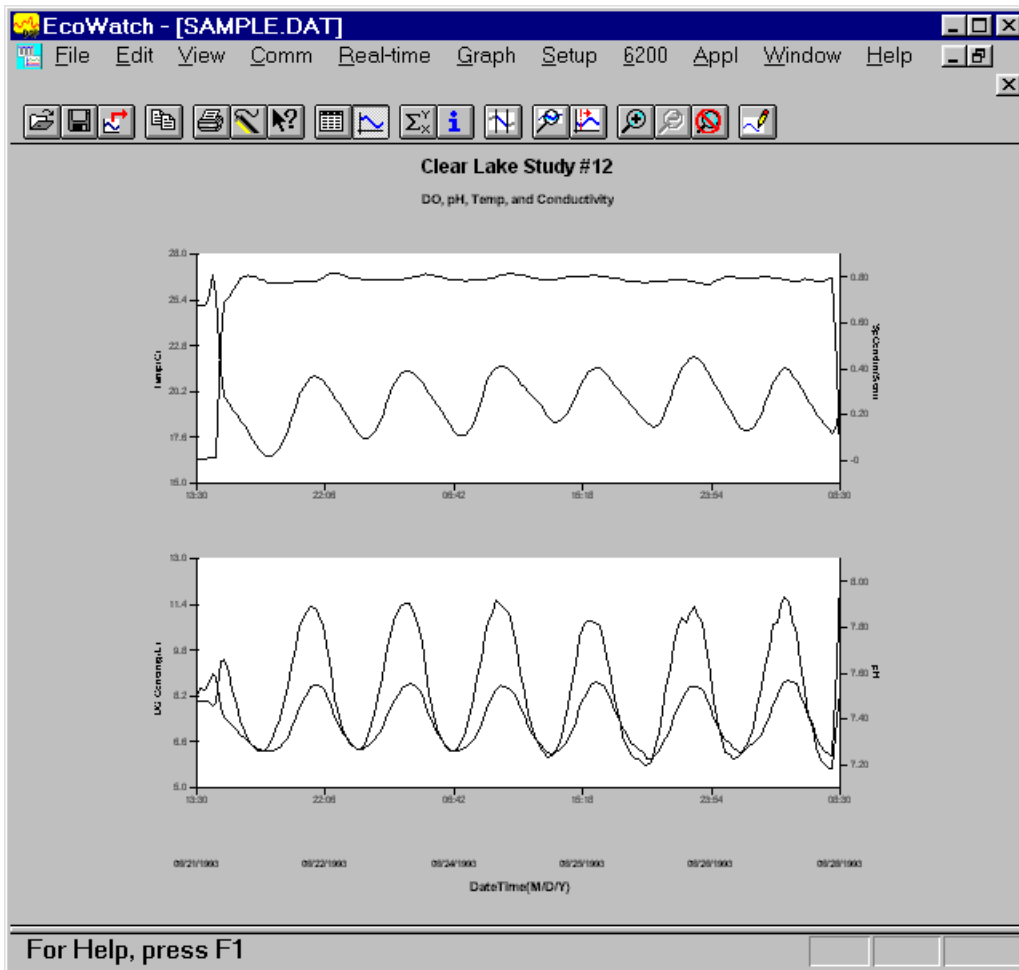 EcoWatch - [SAMPLE.DAT]
File Edit View Comm Real-time Graph Setup 6200 Appl Window Help
Clear Lake Study #12
DO, pH, Temp, and Conductivity
28.0
25.4
22.8
20.2
17.6
15.0
Temp(C)
0.80
0.60
0.40
0.20
-0
13:30 22:06 06:42 15:18 23:54 08:30
13.0
11.4
9.8
8.2
6.6
5.0
8.00
7.80
7.60
7.40
7.20
pH
13:30 22:06 06:42 15:18 23:54 08:30
DateTime(M/D/Y)
For Help, press F1